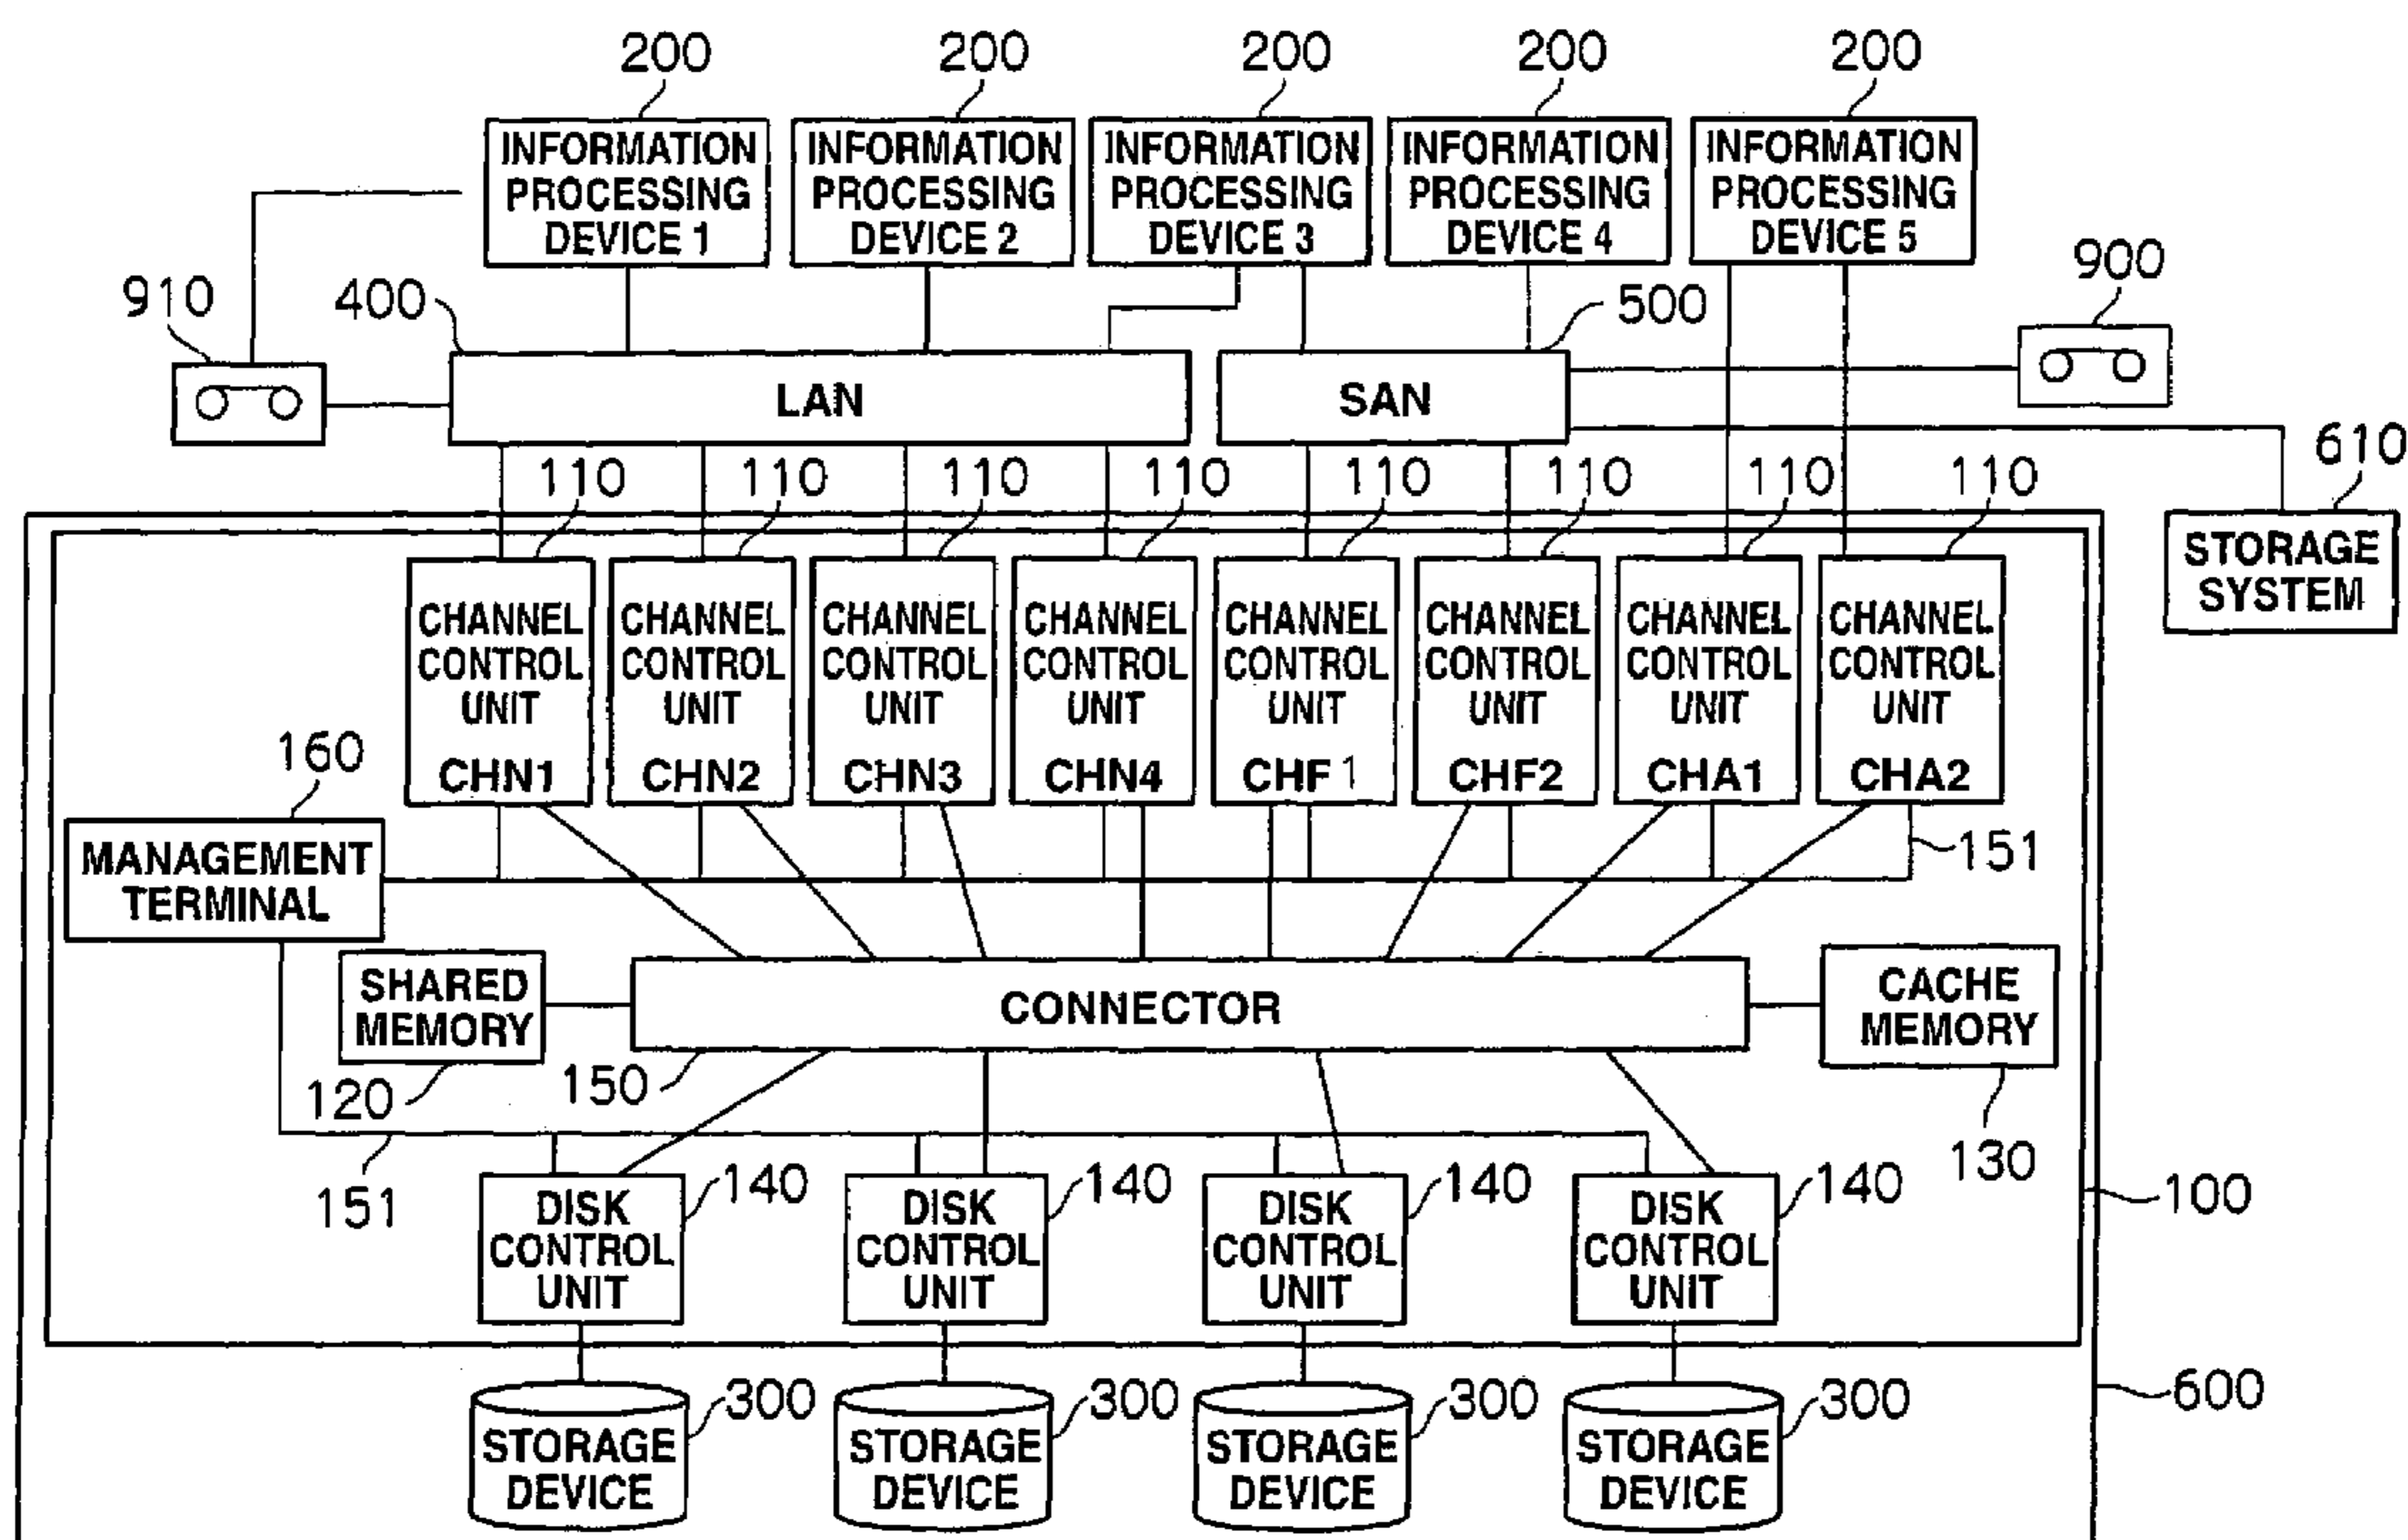 200 200 200 200 200
INFORMATION PROCESSING DEVICE 1
INFORMATION PROCESSING DEVICE 2
INFORMATION PROCESSING DEVICE 3
INFORMATION PROCESSING DEVICE 4
INFORMATION PROCESSING DEVICE 5
910 400 500 900
LAN
SAN
110 110 110 110 110 110 110 110 610
STORAGE
SYSTEM
CHANNEL CONTROL UNIT CHN1
CHANNEL CONTROL UNIT CHN2
CHANNEL CONTROL UNIT CHN3
CHANNEL CONTROL UNIT CHN4
CHANNEL CONTROL UNIT CHF 1
CHANNEL CONTROL UNIT CHF2
CHANNEL CONTROL UNIT CHA1
CHANNEL CONTROL UNIT CHA2
160
MANAGEMENT
TERMINAL
151
SHARED
MEMORY
CONNECTOR
CACHE
MEMORY
120 150 130
151
DISK CONTROL UNIT 140
DISK CONTROL UNIT 140
DISK CONTROL UNIT 140
DISK CONTROL UNIT 140
100
STORAGE DEVICE 300
STORAGE DEVICE 300
STORAGE DEVICE 300
STORAGE DEVICE 300
600